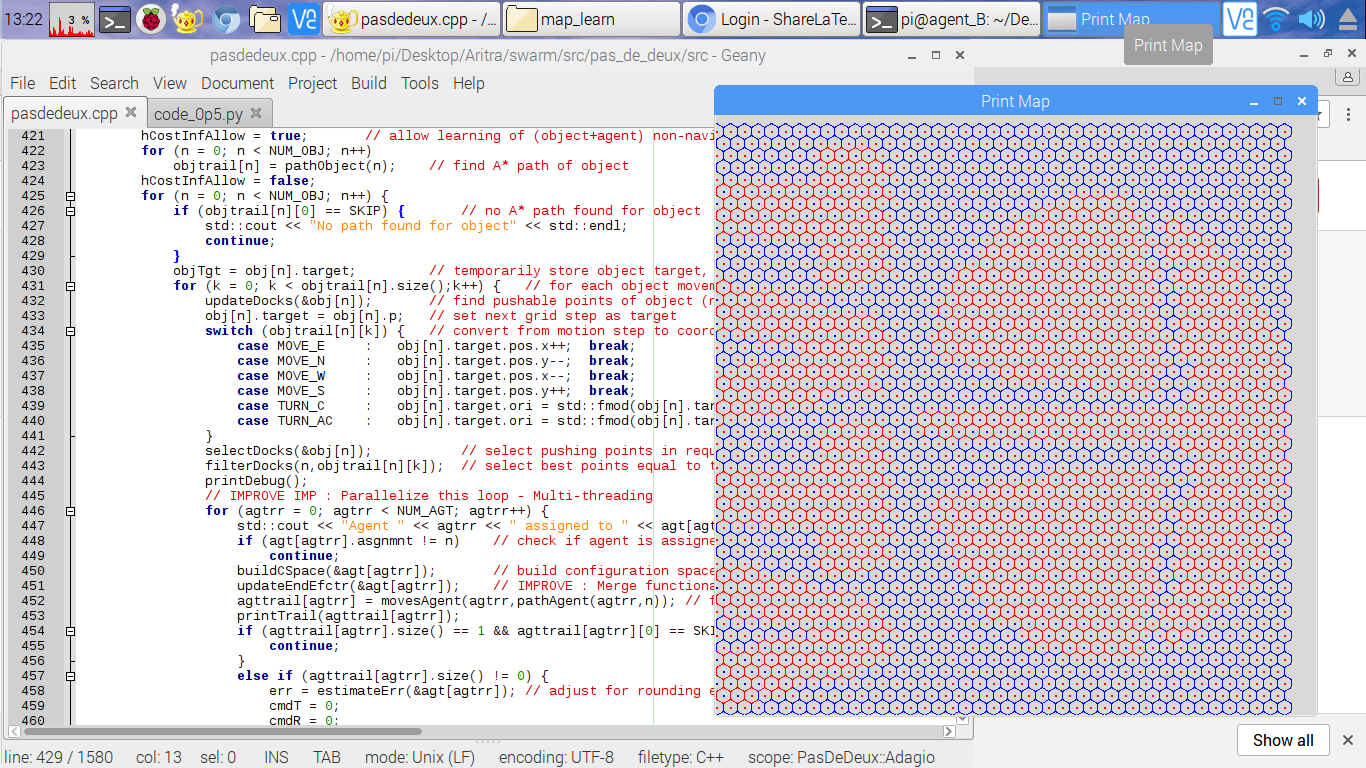 13:22 3 % pasdedeux.cpp - /... map_learn Login - ShareLaTe... pi@agent_B: ~/De... Print Map
Print Map
pasdedeux.cpp - /home/pi/Desktop/Aritra/swarm/src/pas_de_deux/src - Geany
File Edit Search View Document Project Build Tools Help
pasdedeux.cpp code_0p5.py
Print Map
421 hCostInfAllow = true; // allow learning of (object+agent) non-navi
422 for (n = 0; n < NUM_OBJ; n++)
423 objtrail[n] = pathObject(n); // find A* path of object
424 hCostInfAllow = false;
425 for (n = 0; n < NUM_OBJ; n++) {
426 if (objtrail[n][0] == SKIP) { // no A* path found for object
427 std::cout << "No path found for object" << std::endl;
428 continue;
429 }
430 objTgt = obj[n].target; // temporarily store object target,
431 for (k = 0; k < objtrail[n].size();k++) { // for each object movem
432 updateDocks(&obj[n]); // find pushable points of object (n
433 obj[n].target = obj[n].p; // set next grid step as target
434 switch (objtrail[n][k]) { // convert from motion step to coord
435 case MOVE_E : obj[n].target.pos.x++; break;
436 case MOVE_N : obj[n].target.pos.y--; break;
437 case MOVE_W : obj[n].target.pos.x--; break;
438 case MOVE_S : obj[n].target.pos.y++; break;
439 case TURN_C : obj[n].target.ori = std::fmod(obj[n].tar
440 case TURN_AC : obj[n].target.ori = std::fmod(obj[n].tar
441 }
442 selectDocks(&obj[n]); // select pushing points in requ
443 filterDocks(n,objtrail[n][k]); // select best points equal to t
444 printDebug();
445 // IMPROVE IMP : Parallelize this loop - Multi-threading
446 for (agtrr = 0; agtrr < NUM_AGT; agtrr++) {
447 std::cout << "Agent " << agtrr << " assigned to " << agt[agt
448 if (agt[agtrr].asgnmnt != n) // check if agent is assigne
449 continue;
450 buildCSpace(&agt[agtrr]); // build configuration space
451 updateEndEfctr(&agt[agtrr]); // IMPROVE : Merge functiona
452 agttrail[agtrr] = movesAgent(agtrr,pathAgent(agtrr,n)); // f
453 printTrail(agttrail[agtrr]);
454 if (agttrail[agtrr].size() == 1 && agttrail[agtrr][0] == SKI
455 continue;
456 }
457 else if (agttrail[agtrr].size() != 0) {
458 err = estimateErr(&agt[agtrr]); // adjust for rounding e
459 cmdT = 0;
460 cmdR = 0;
Show all
line: 429 / 1580 col: 13 sel: 0 INS TAB mode: Unix (LF) encoding: UTF-8 filetype: C++ scope: PasDeDeux::Adagio